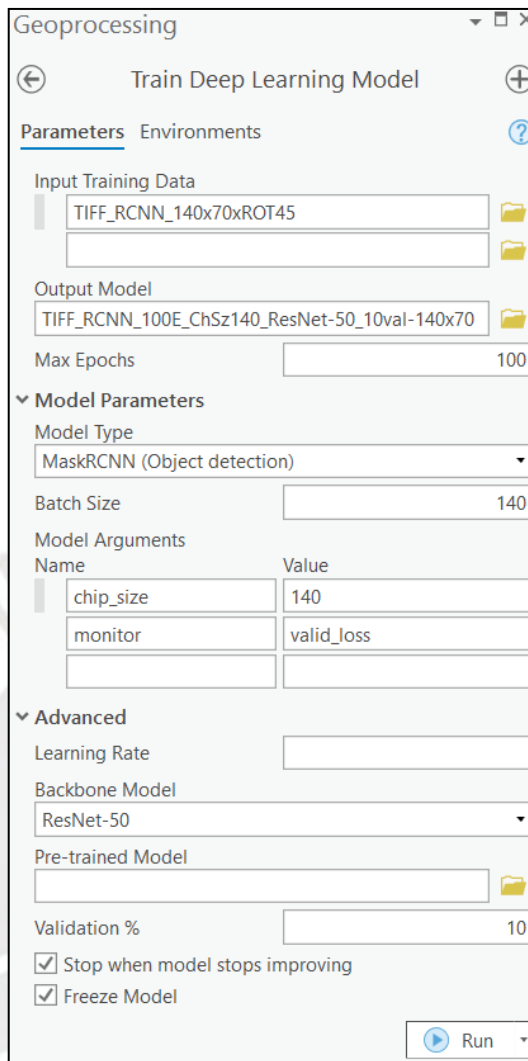 Geoprocessing
Train Deep Learning Model
Parameters Environments
Input Training Data
TIFF_RCNN_140x70xROT45
Output Model
TIFF_RCNN_100E_ChSz140_ResNet-50_10val-140x70
Max Epochs 100
Model Parameters
Model Type
MaskRCNN (Object detection)
Batch Size 140
Model Arguments
Name Value
chip_size 140
monitor valid_loss
Advanced
Learning Rate
Backbone Model
ResNet-50
Pre-trained Model
Validation % 10
Stop when model stops improving
Freeze Model
Run